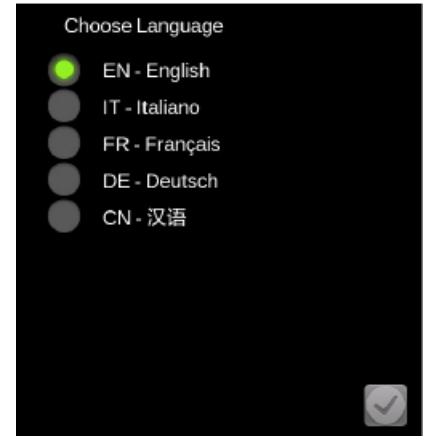 Choose Language
EN - English
IT - Italiano
FR - Français
DE - Deutsch
CN - 汉语